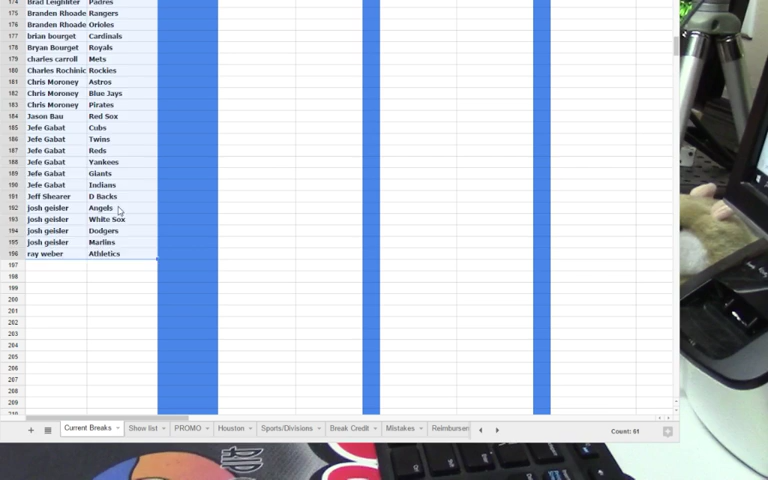 174 Brad Leighliter Padres
175 Branden Rhoade Rangers
176 Branden Rhoade Orioles
177 brian bourget Cardinals
178 Bryan Bourget Royals
179 charles carroll Mets
180 Charles Rochinic Rockies
181 Chris Moroney Astros
182 Chris Moroney Blue Jays
183 Chris Moroney Pirates
184 Jason Bau Red Sox
185 Jefe Gabat Cubs
186 Jefe Gabat Twins
187 Jefe Gabat Reds
188 Jefe Gabat Yankees
189 Jefe Gabat Giants
190 Jefe Gabat Indians
191 Jeff Shearer D Backs
192 josh geisler Angels
193 josh geisler White Sox
194 josh geisler Dodgers
195 josh geisler Marlins
196 ray weber Athletics
197
198
199
200
201
202
203
204
205
206
207
208
209
Current Breaks Show list PROMO Houston Sports/Divisions Break Credit Mistakes Reimbursem
Count: 61